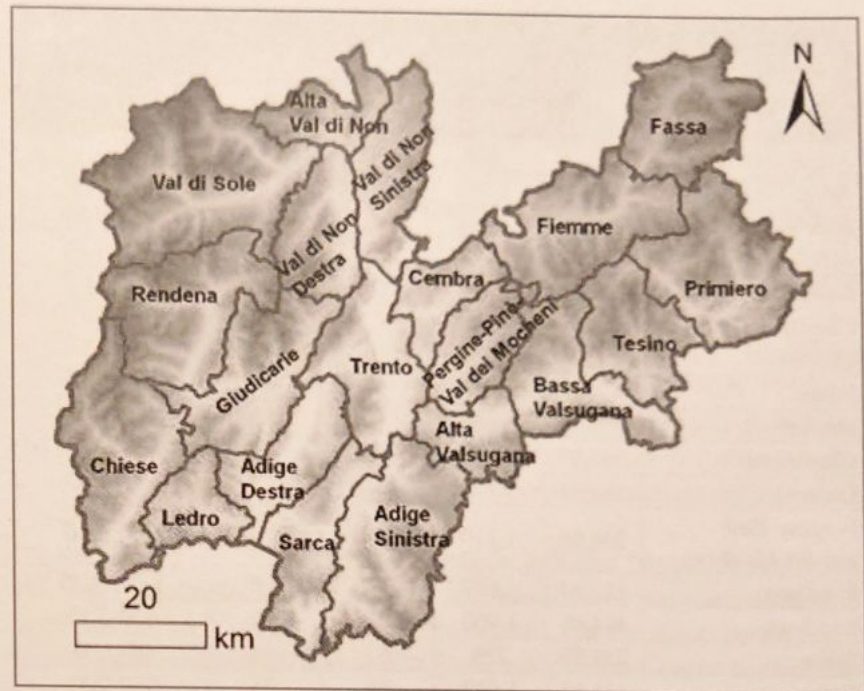 N
Alta
Val di Non
Fassa
Val di Sole
Val di Non
Sinistra
Val di Non
Destra
Fiemme
Cembra
Rendena
Primiero
Pergine-Pinè-
Val dei Mocheni
Tesino
Trento
Giudicarie
Bassa
Valsugana
Alta
Valsugana
Chiese
Adige
Destra
Ledro
Sarca
Adige
Sinistra
20
km